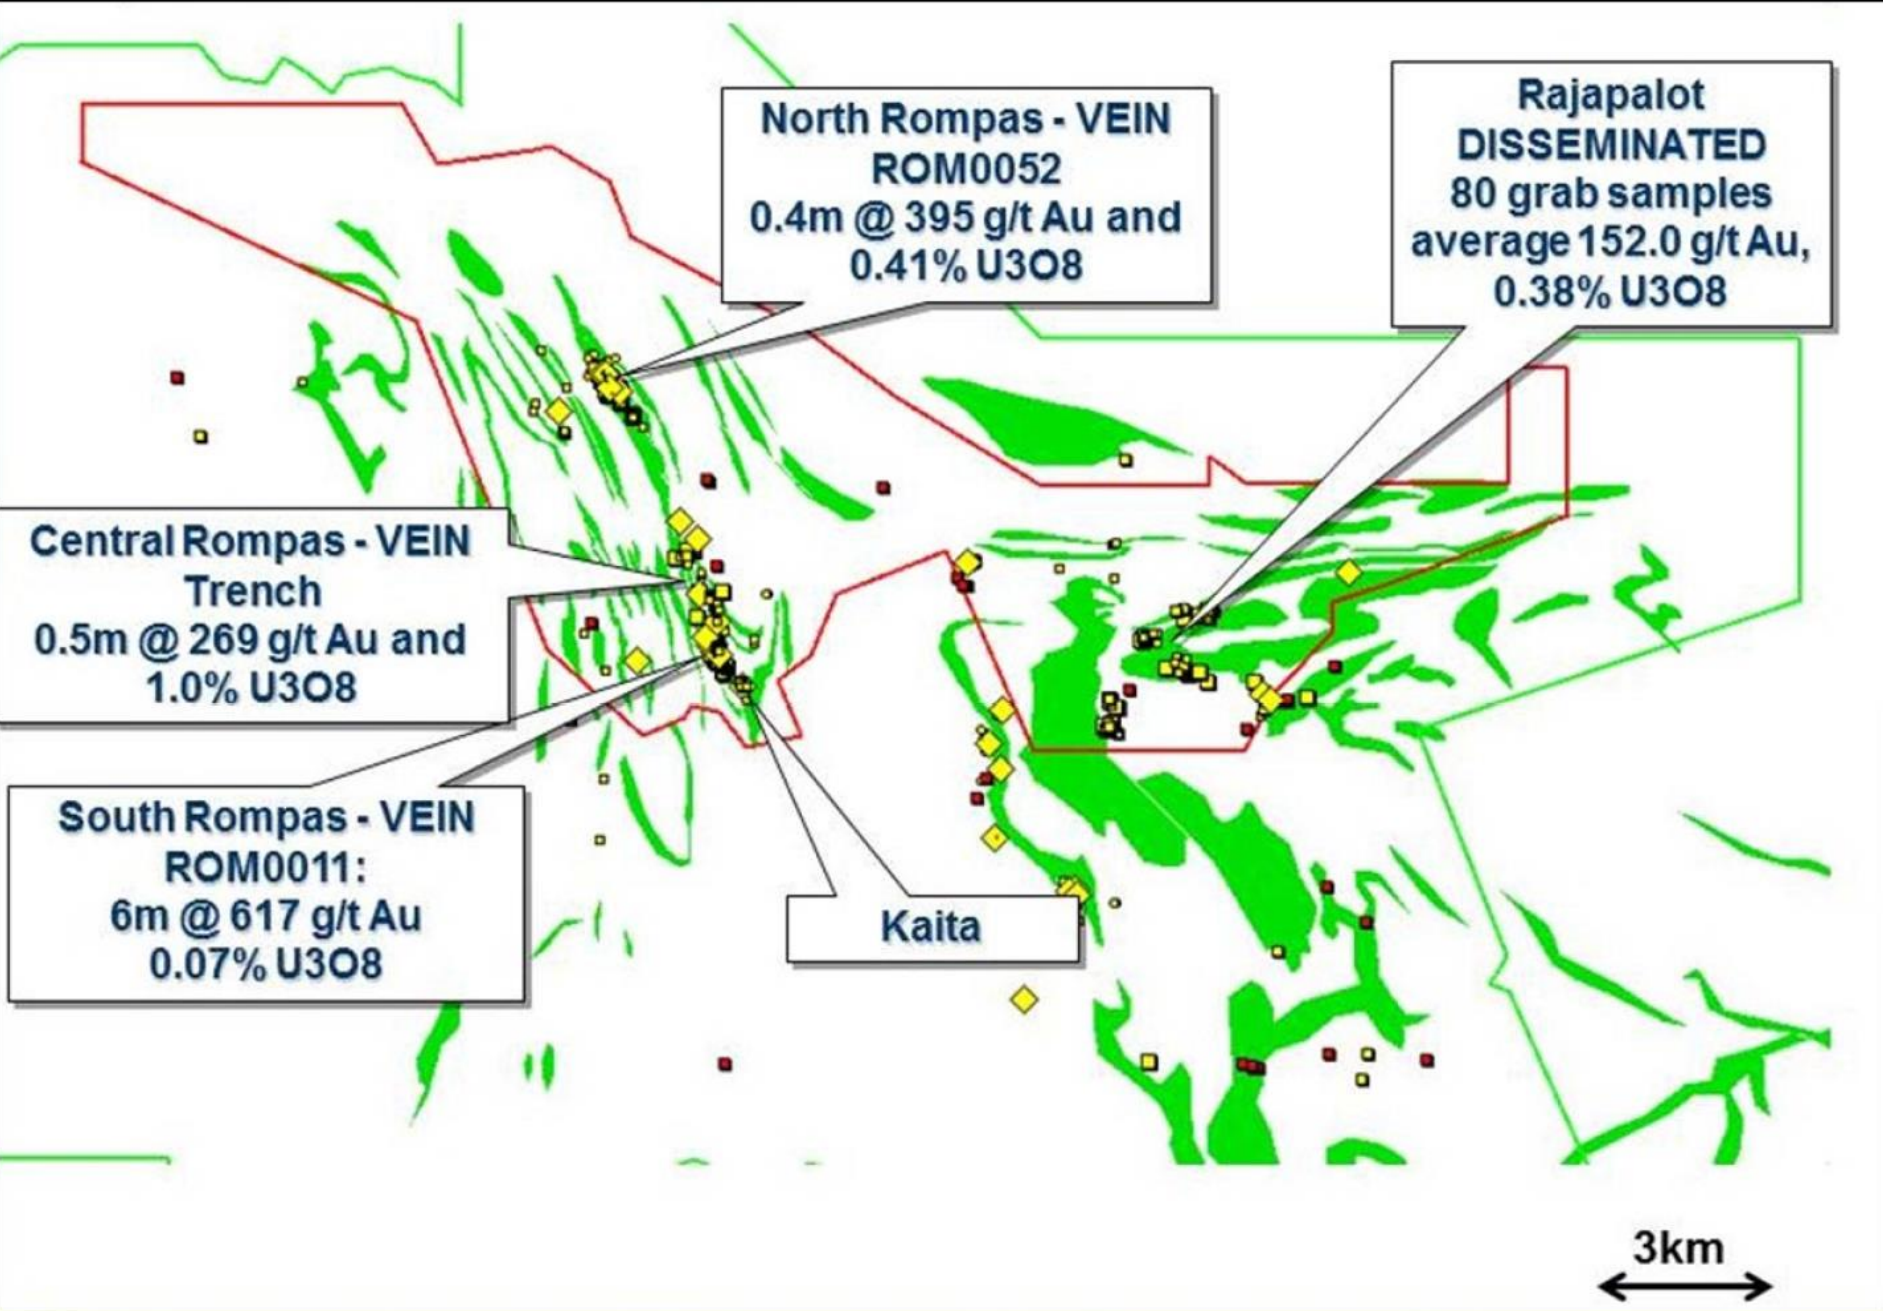 North Rompas - VEIN
ROM0052
0.4m @ 395 g/t Au and
0.41% U3O8
Rajapalot
DISSEMINATED
80 grab samples
average 152.0 g/t Au,
0.38% U3O8
Central Rompas - VEIN
Trench
0.5m @ 269 g/t Au and
1.0% U3O8
South Rompas - VEIN
ROM0011:
6m @ 617 g/t Au
0.07% U3O8
Kaita
3km